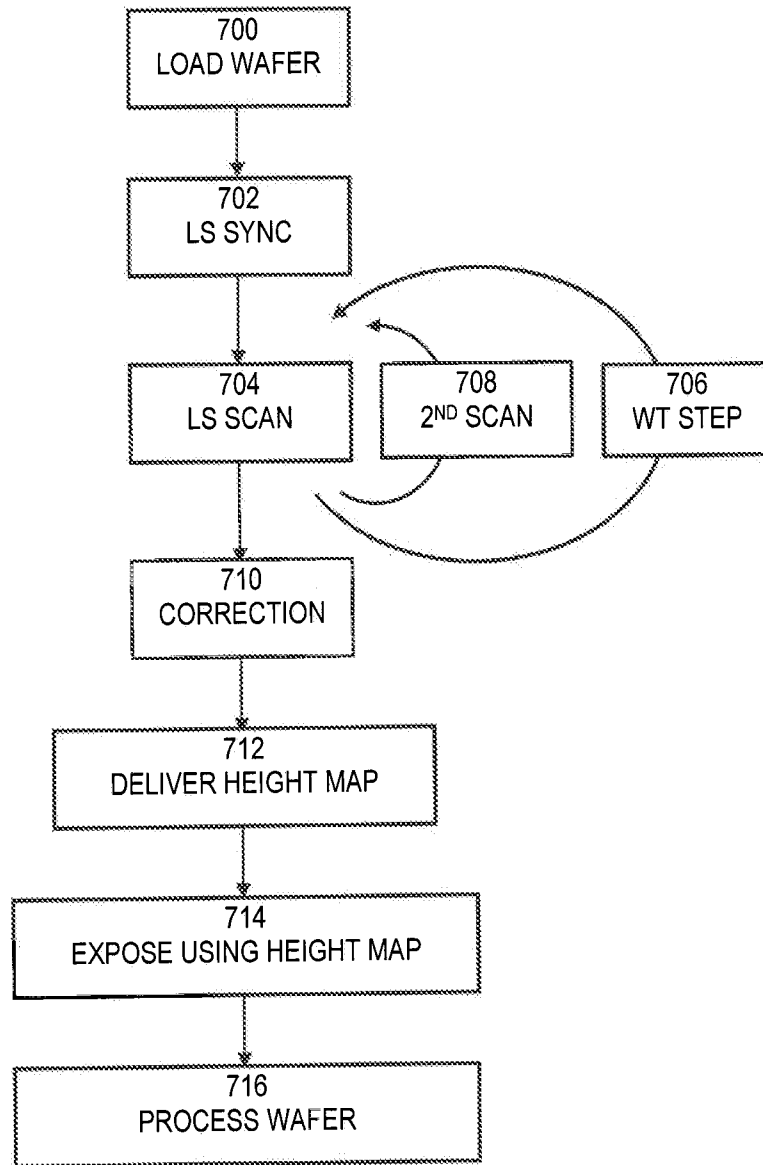 700
LOAD WAFER
702
LS SYNC
704
LS SCAN
708
2ND SCAN
706
WT STEP
710
CORRECTION
712
DELIVER HEIGHT MAP
714
EXPOSE USING HEIGHT MAP
716
PROCESS WAFER